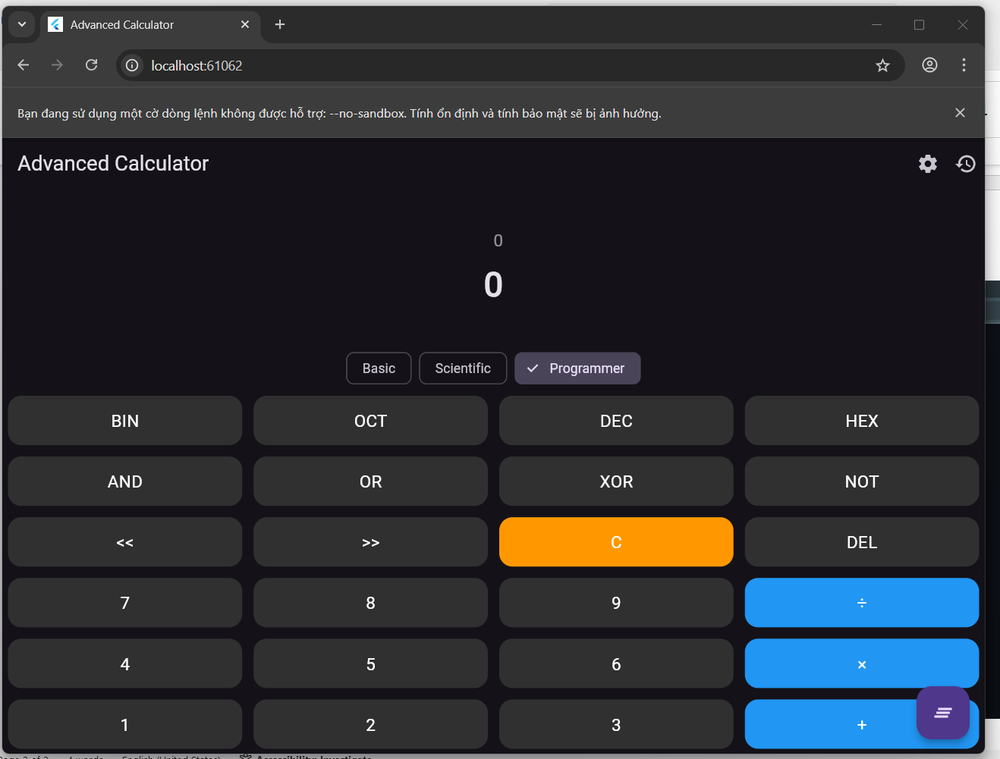 Advanced Calculator
localhost:61062
Bạn đang sử dụng một cờ dòng lệnh không được hỗ trợ: --no-sandbox. Tính ổn định và tính bảo mật sẽ bị ảnh hưởng.
Advanced Calculator
0
0
Basic Scientific Programmer
BIN OCT DEC HEX
AND OR XOR NOT
<< >> C DEL
7 8 9 ÷
4 5 6 ×
1 2 3 +